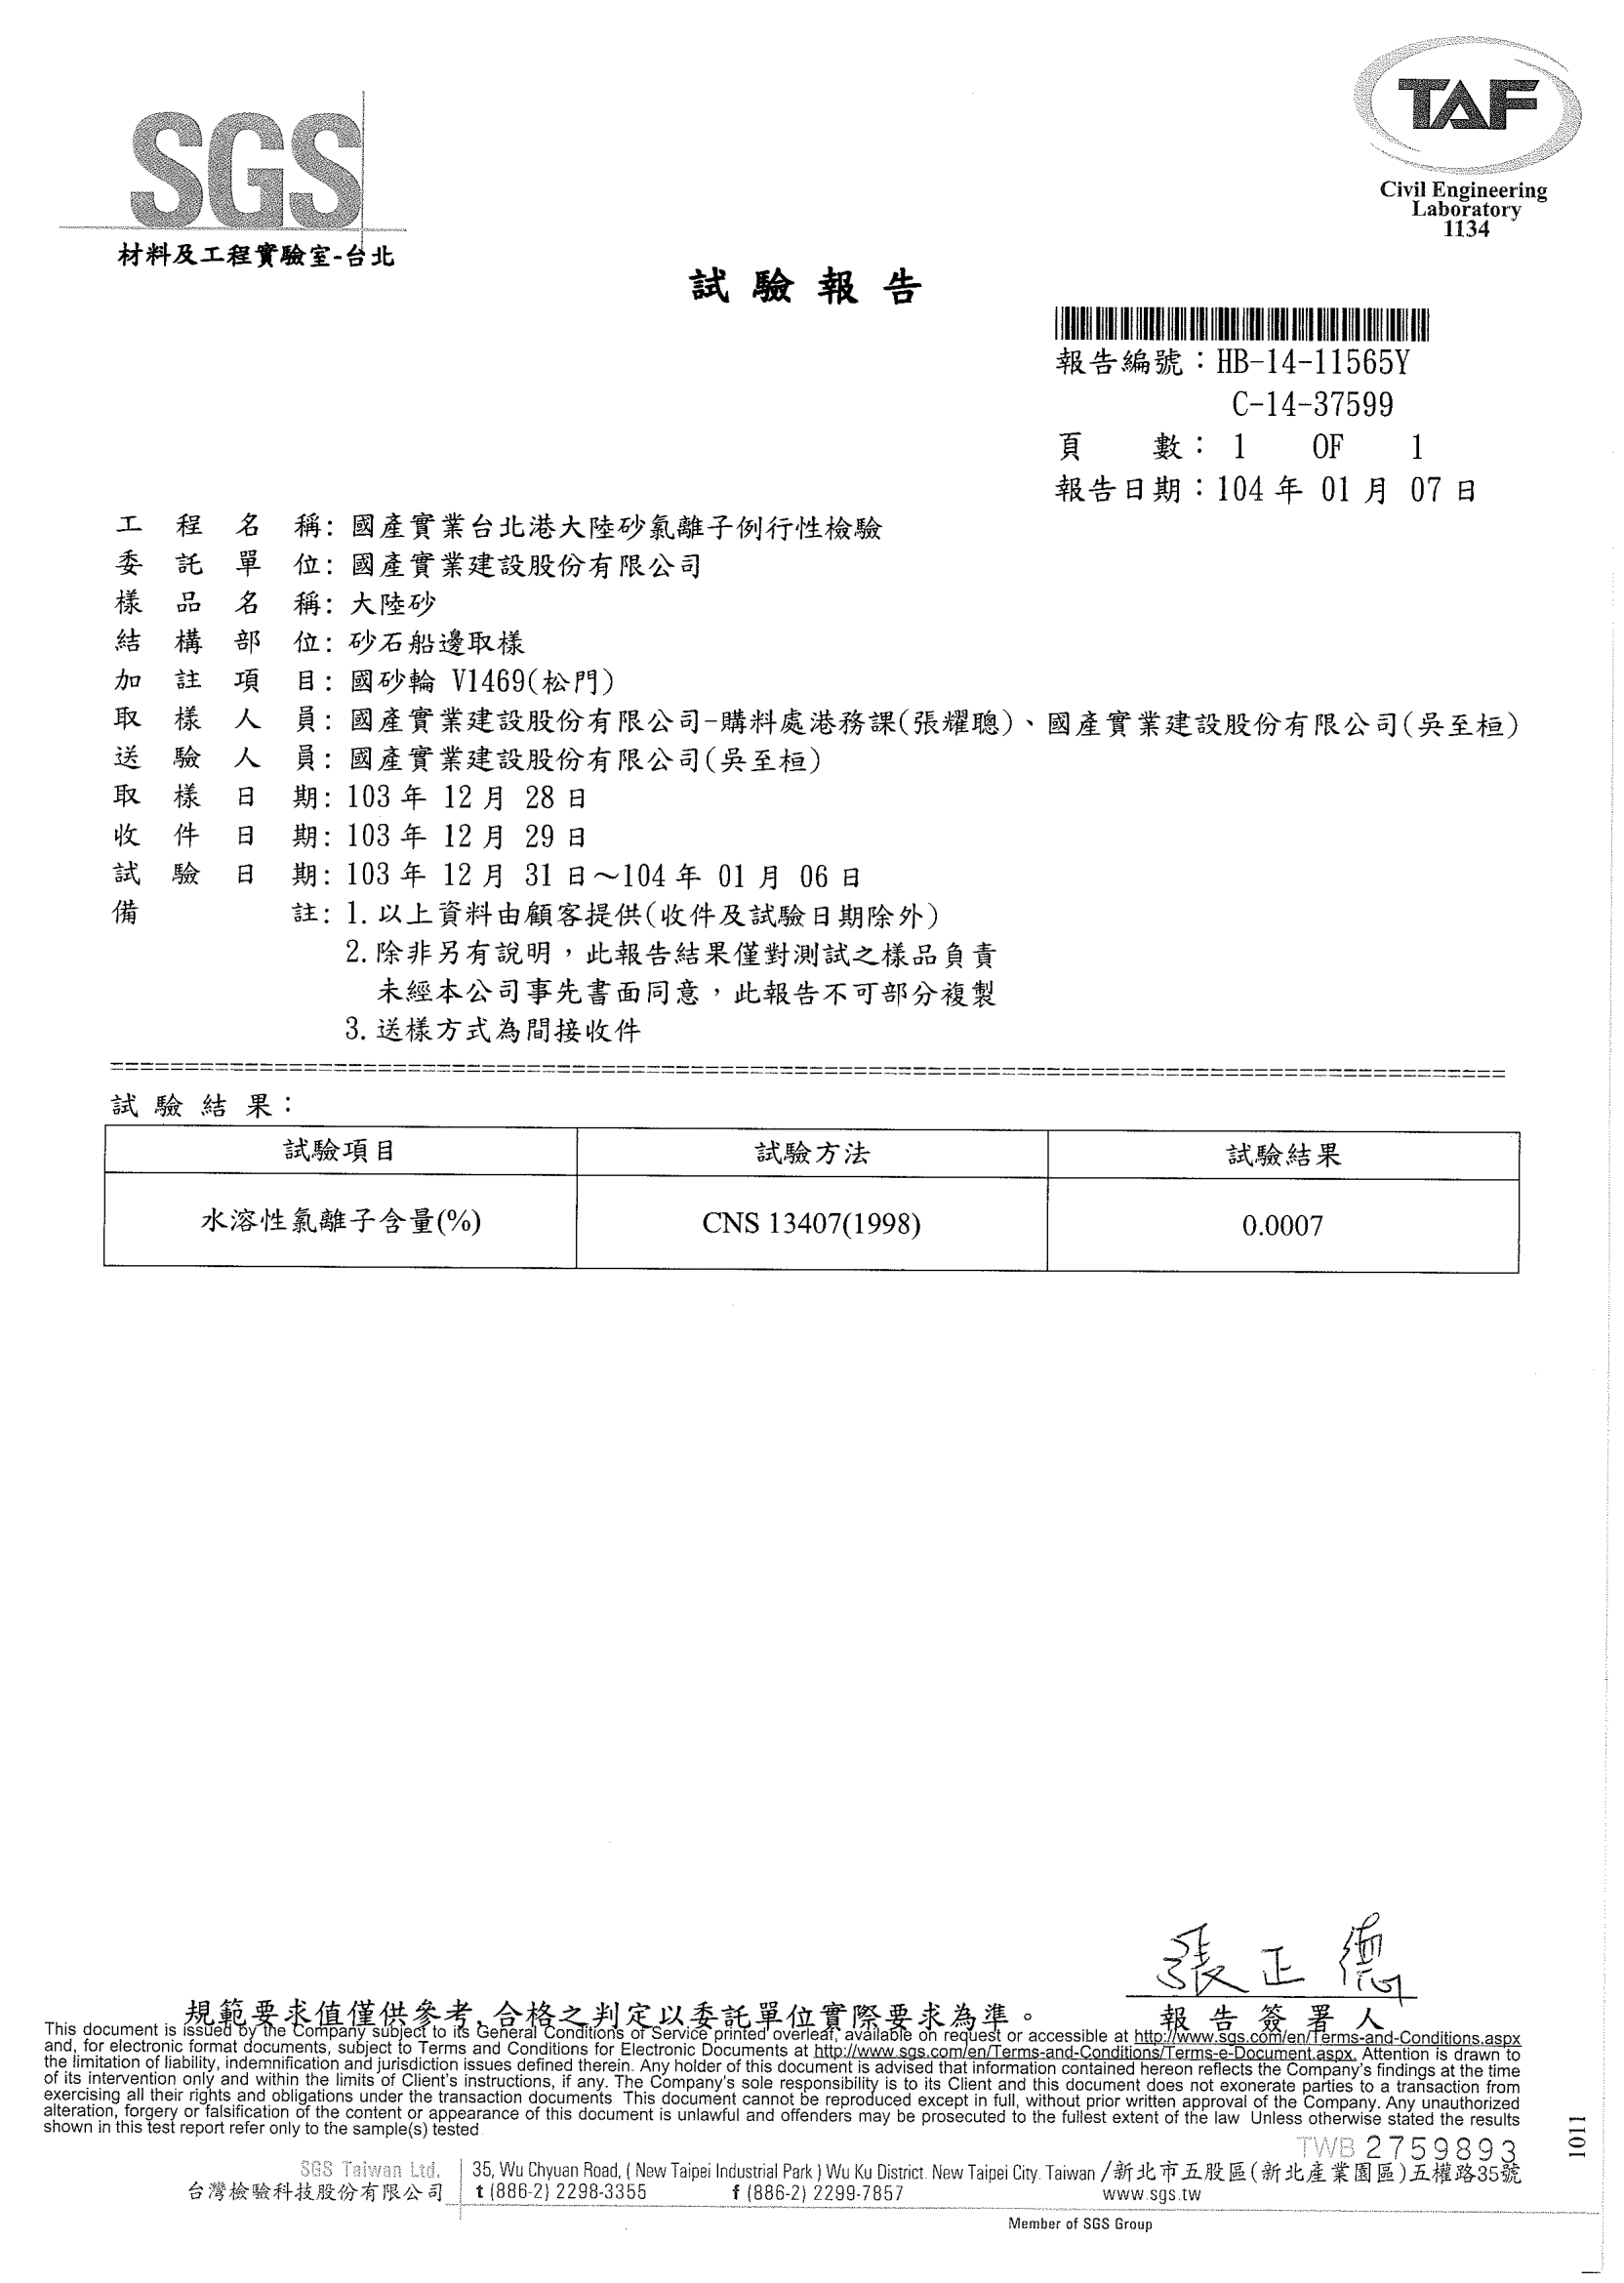 SGS
材料及工程實驗室-台北
TAF
Civil Engineering
Laboratory
1134
試驗報告
報告編號：HB-14-11565Y
C-14-37599
頁 數： 1 OF 1
報告日期：104 年 01 月 07 日
工程名稱: 國產實業台北港大陸砂氯離子例行性檢驗
委託單位: 國產實業建設股份有限公司
樣品名稱: 大陸砂
結構部位: 砂石船邊取樣
加註項目: 國砂輪 V1469(松門)
取樣人員: 國產實業建設股份有限公司-購料處港務課(張耀聰)、國產實業建設股份有限公司(吳至桓)
送驗人員: 國產實業建設股份有限公司(吳至桓)
取樣日期: 103 年 12 月 28 日
收件日期: 103 年 12 月 29 日
試驗日期: 103 年 12 月 31 日～104 年 01 月 06 日
備註: 1. 以上資料由顧客提供(收件及試驗日期除外)
2. 除非另有說明，此報告結果僅對測試之樣品負責
未經本公司事先書面同意，此報告不可部分複製
3. 送樣方式為間接收件
試驗結果：
試驗項目 試驗方法 試驗結果
水溶性氯離子含量(%) CNS 13407(1998) 0.0007
張正德
規範要求值僅供參考,合格之判定以委託單位實際要求為準。 報告簽署人
This document is issued by the Company subject to its General Conditions of Service printed overleaf, available on request or accessible at http://www.sgs.com/en/Terms-and-Conditions.aspx
and, for electronic format documents, subject to Terms and Conditions for Electronic Documents at http://www.sgs.com/en/Terms-and-Conditions/Terms-e-Document.aspx. Attention is drawn to
the limitation of liability, indemnification and jurisdiction issues defined therein. Any holder of this document is advised that information contained hereon reflects the Company's findings at the time
of its intervention only and within the limits of Client's instructions, if any. The Company's sole responsibility is to its Client and this document does not exonerate parties to a transaction from
exercising all their rights and obligations under the transaction documents This document cannot be reproduced except in full, without prior written approval of the Company. Any unauthorized
alteration, forgery or falsification of the content or appearance of this document is unlawful and offenders may be prosecuted to the fullest extent of the law Unless otherwise stated the results
shown in this test report refer only to the sample(s) tested
TWB 2759893
1011
SGS Taiwan Ltd. 35, Wu Chyuan Road, ( New Taipei Industrial Park ) Wu Ku District. New Taipei City. Taiwan /新北市五股區(新北產業園區)五權路35號
台灣檢驗科技股份有限公司 t (886-2) 2298-3355 f (886-2) 2299-7857 www.sgs.tw
Member of SGS Group